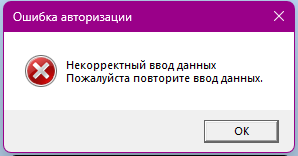 Ошибка авторизации
Некорректный ввод данных
Пожалуйста повторите ввод данных.
OK